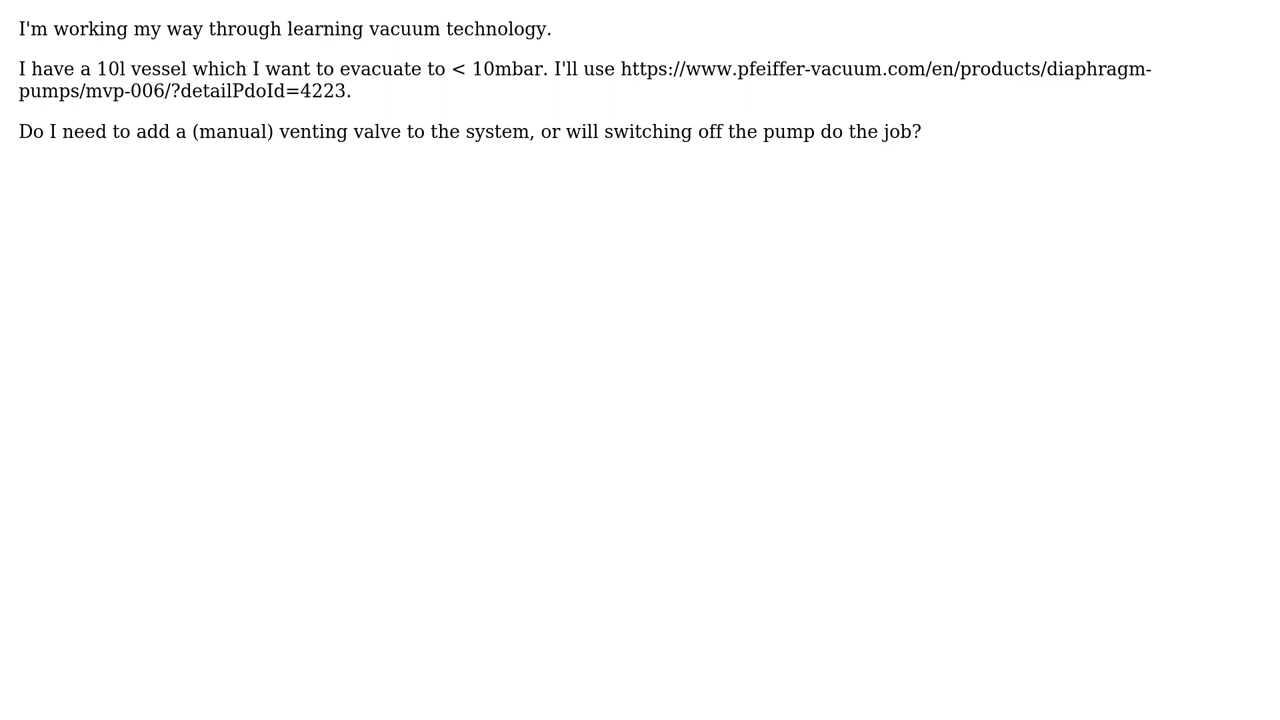 I'm working my way through learning vacuum technology.
I have a 10l vessel which I want to evacuate to < 10mbar. I'll use https://www.pfeiffer-vacuum.com/en/products/diaphragm-
pumps/mvp-006/?detailPdoId=4223.
Do I need to add a (manual) venting valve to the system, or will switching off the pump do the job?